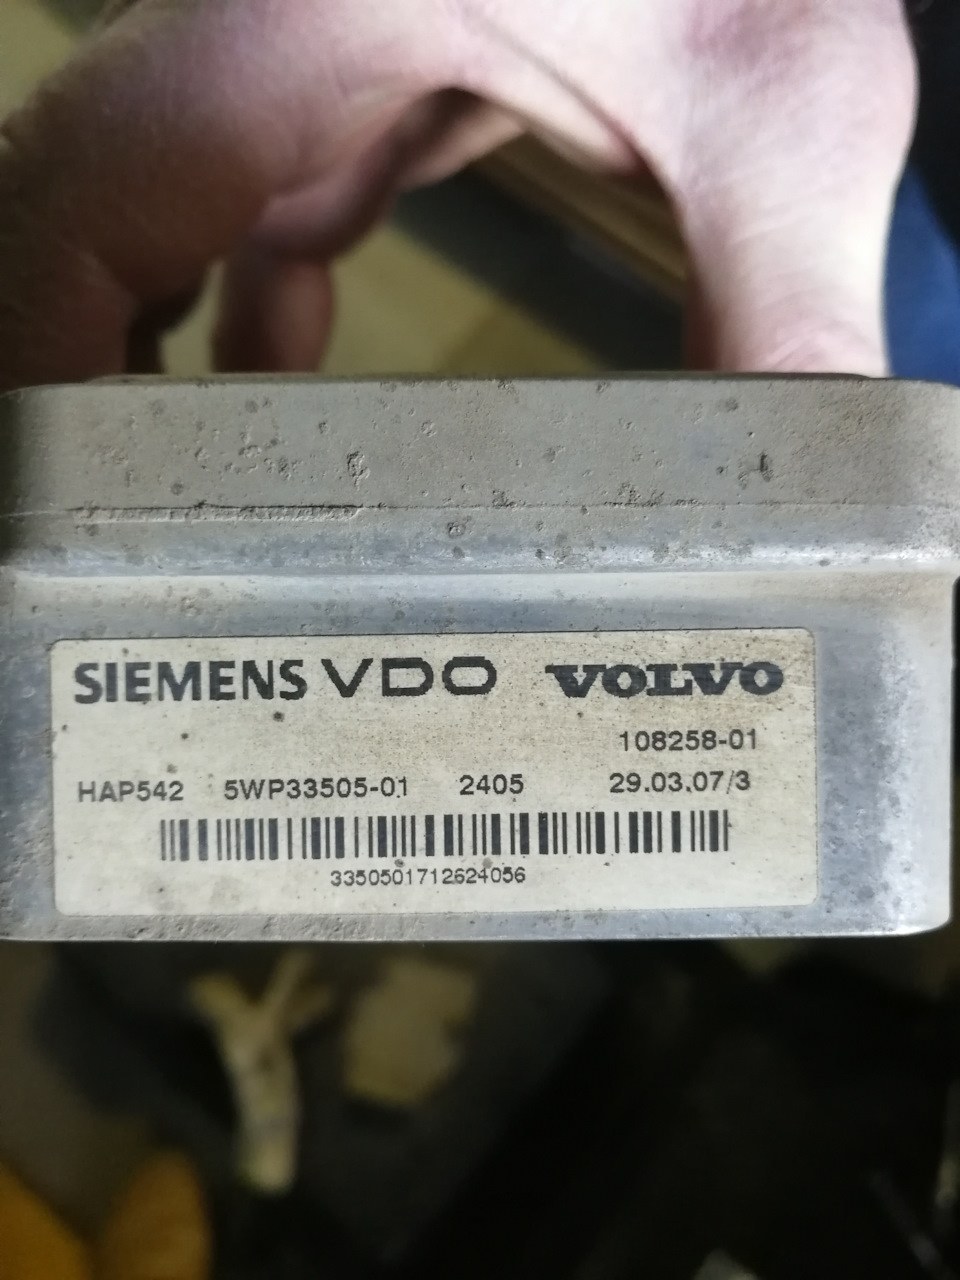 SIEMENS VDO VOLVO
108258-01
HAP542 5WP33505-01 2405 29.03.07/3
3350501712624056